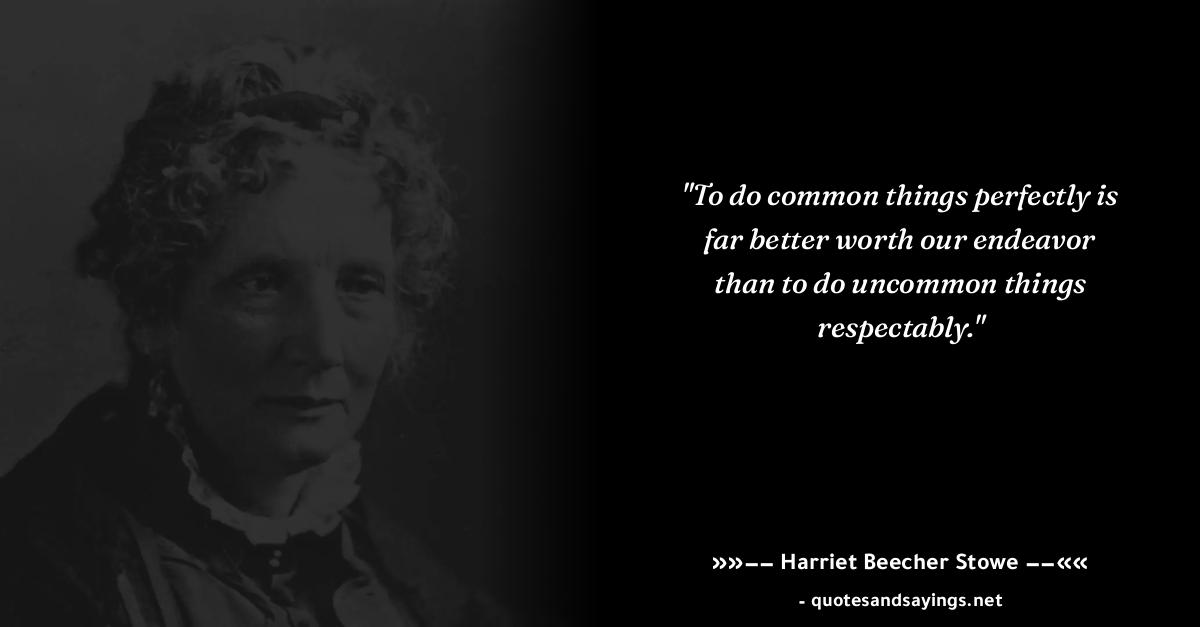 "To do common things perfectly is
far better worth our endeavor
than to do uncommon things
respectably."
»»−− Harriet Beecher Stowe −−««
- quotesandsayings.net